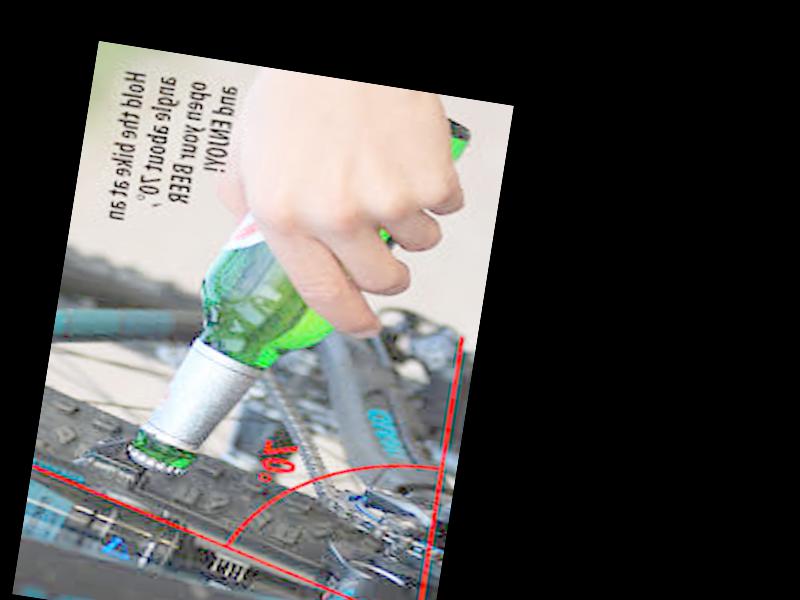 Hold the bike at an
angle about 70°,
open your BEER
and ENJOY!
70°